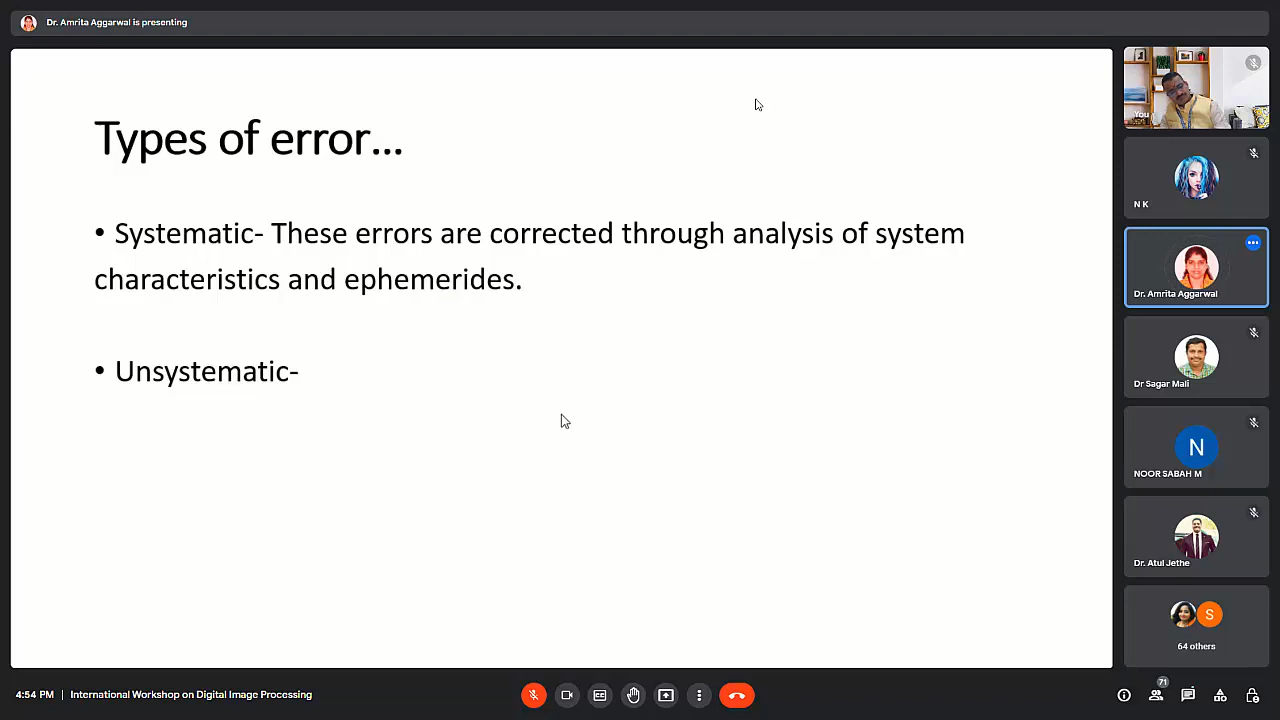 Dr. Amrita Aggarwal is presenting
Types of error...
• Systematic- These errors are corrected through analysis of system
characteristics and ephemerides.
• Unsystematic-
You
N K
Dr. Amrita Aggarwal
Dr Sagar Mali
N
NOOR SABAH M
Dr. Atul Jethe
S
64 others
4:54 PM | International Workshop on Digital Image Processing
71